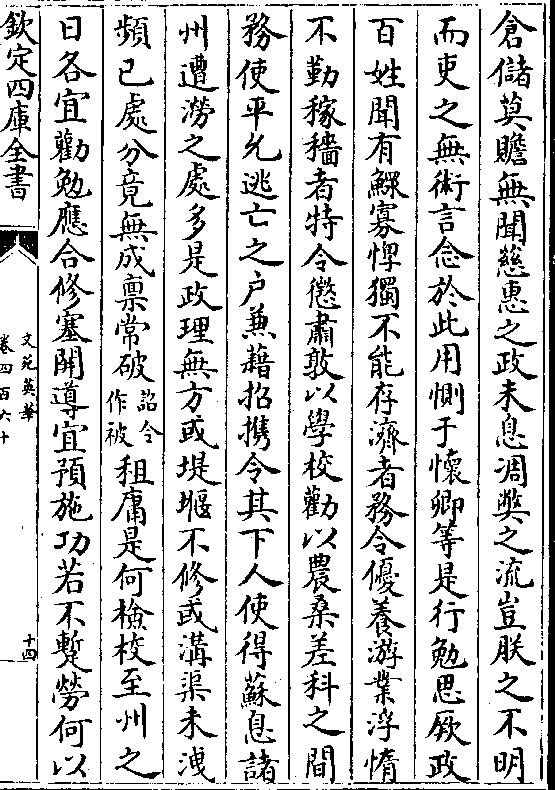 倉儲莫贍無聞慈惠之政未息凋弊之流豈朕之不明
而吏之無術言念於此用惻于懷卿等是行勉思厥政
百姓聞有鰥寡惸獨不能存濟者務令優養游業浮惰
不勤稼穡者特令懲肅敦以學校勸以農桑差科之間
務使平允逃亡之户兼藉招携令其下人使得蘇息諸
州遭澇之處多是政理無方或堤堰不修或溝渠未洩
頻已處分竟無成禀常破詔令作被租庸是何檢校至州之
日各宜勸勉應合修塞開導宜預施功若不暫勞何以
欽定四庫全書
文苑英華
卷四百六十
十四